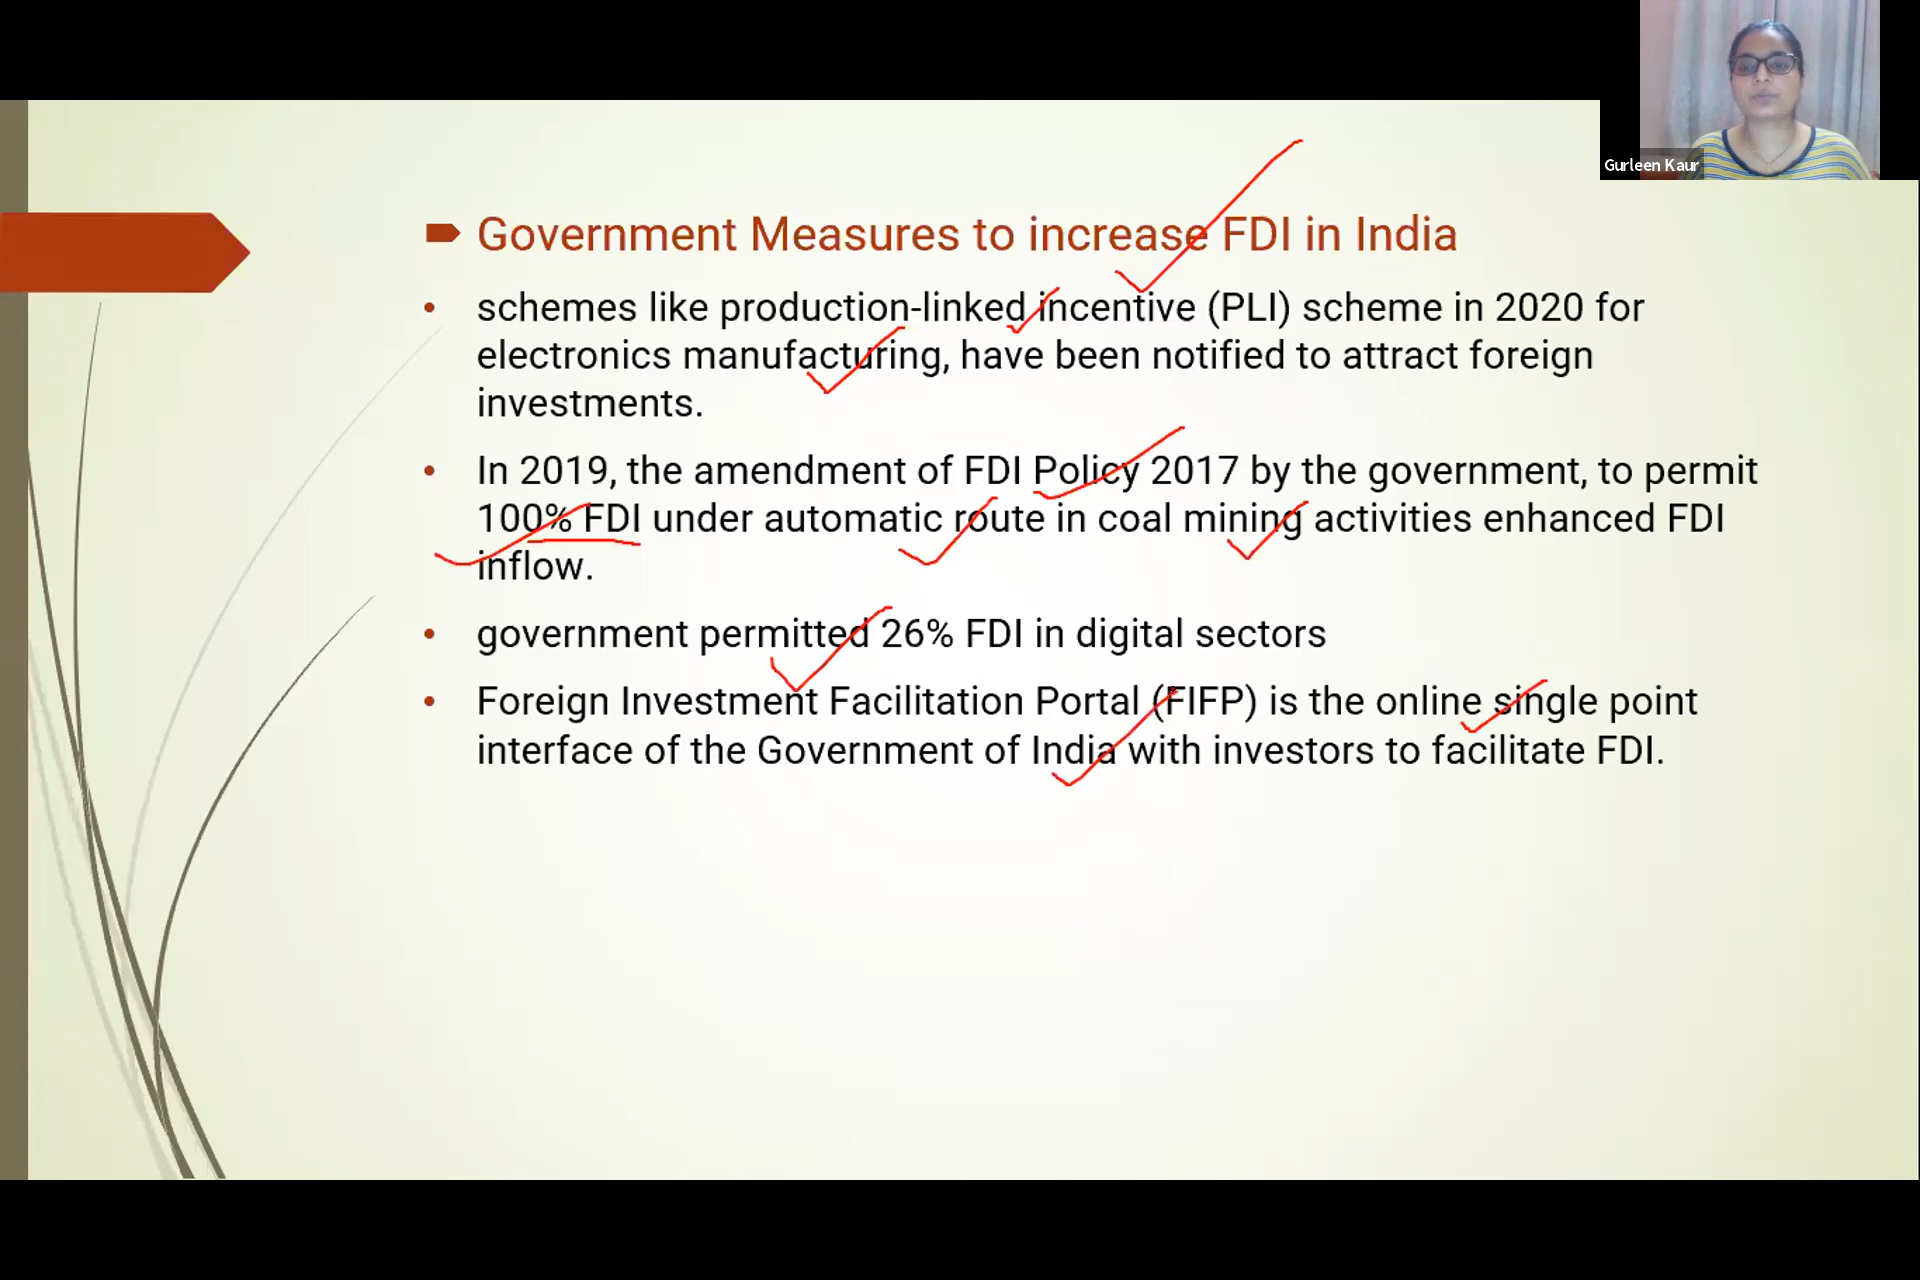 Gurleen Kaur
Government Measures to increase FDI in India
• schemes like production-linked incentive (PLI) scheme in 2020 for
electronics manufacturing, have been notified to attract foreign
investments.
• In 2019, the amendment of FDI Policy 2017 by the government, to permit
100% FDI under automatic route in coal mining activities enhanced FDI
inflow.
• government permitted 26% FDI in digital sectors
• Foreign Investment Facilitation Portal (FIFP) is the online single point
interface of the Government of India with investors to facilitate FDI.